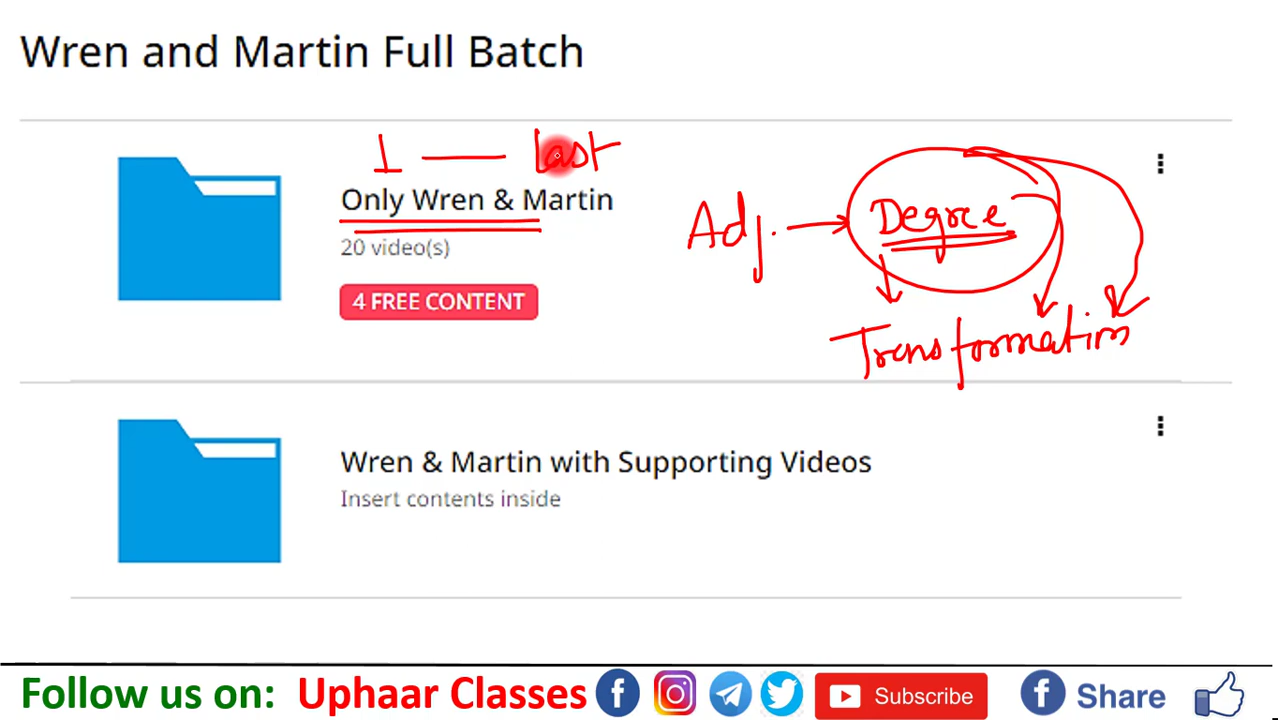 Wren and Martin Full Batch
1 — last
Only Wren & Martin
20 video(s)
4 FREE CONTENT
Adj. → Degree
Transformation
Wren & Martin with Supporting Videos
Insert contents inside
Follow us on: Uphaar Classes Subscribe Share